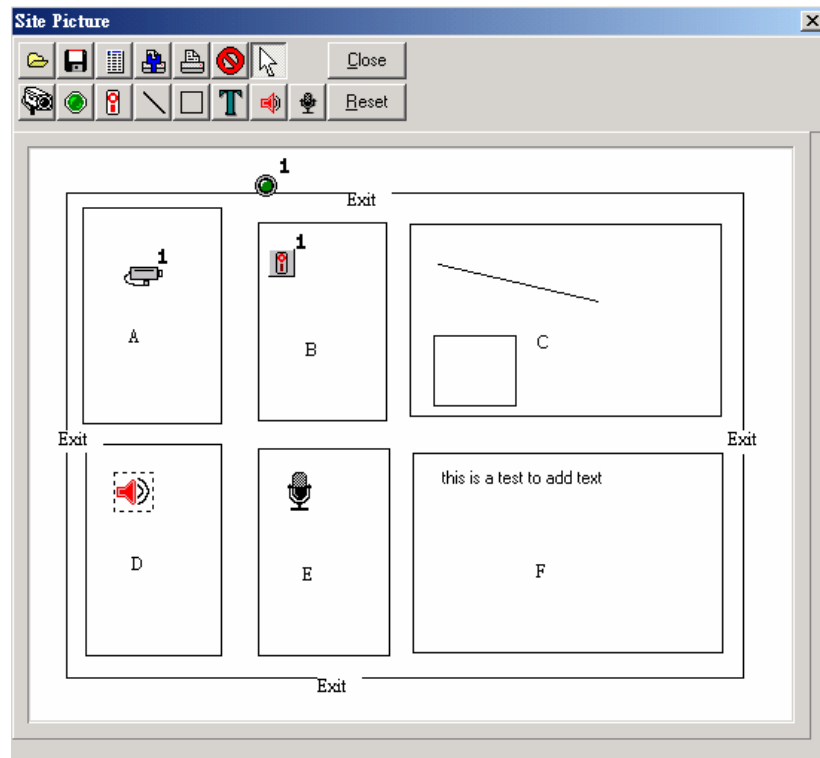 Site Picture
Close
Reset
1
Exit
1
1
A
B
C
Exit
Exit
this is a test to add text
D
E
F
Exit